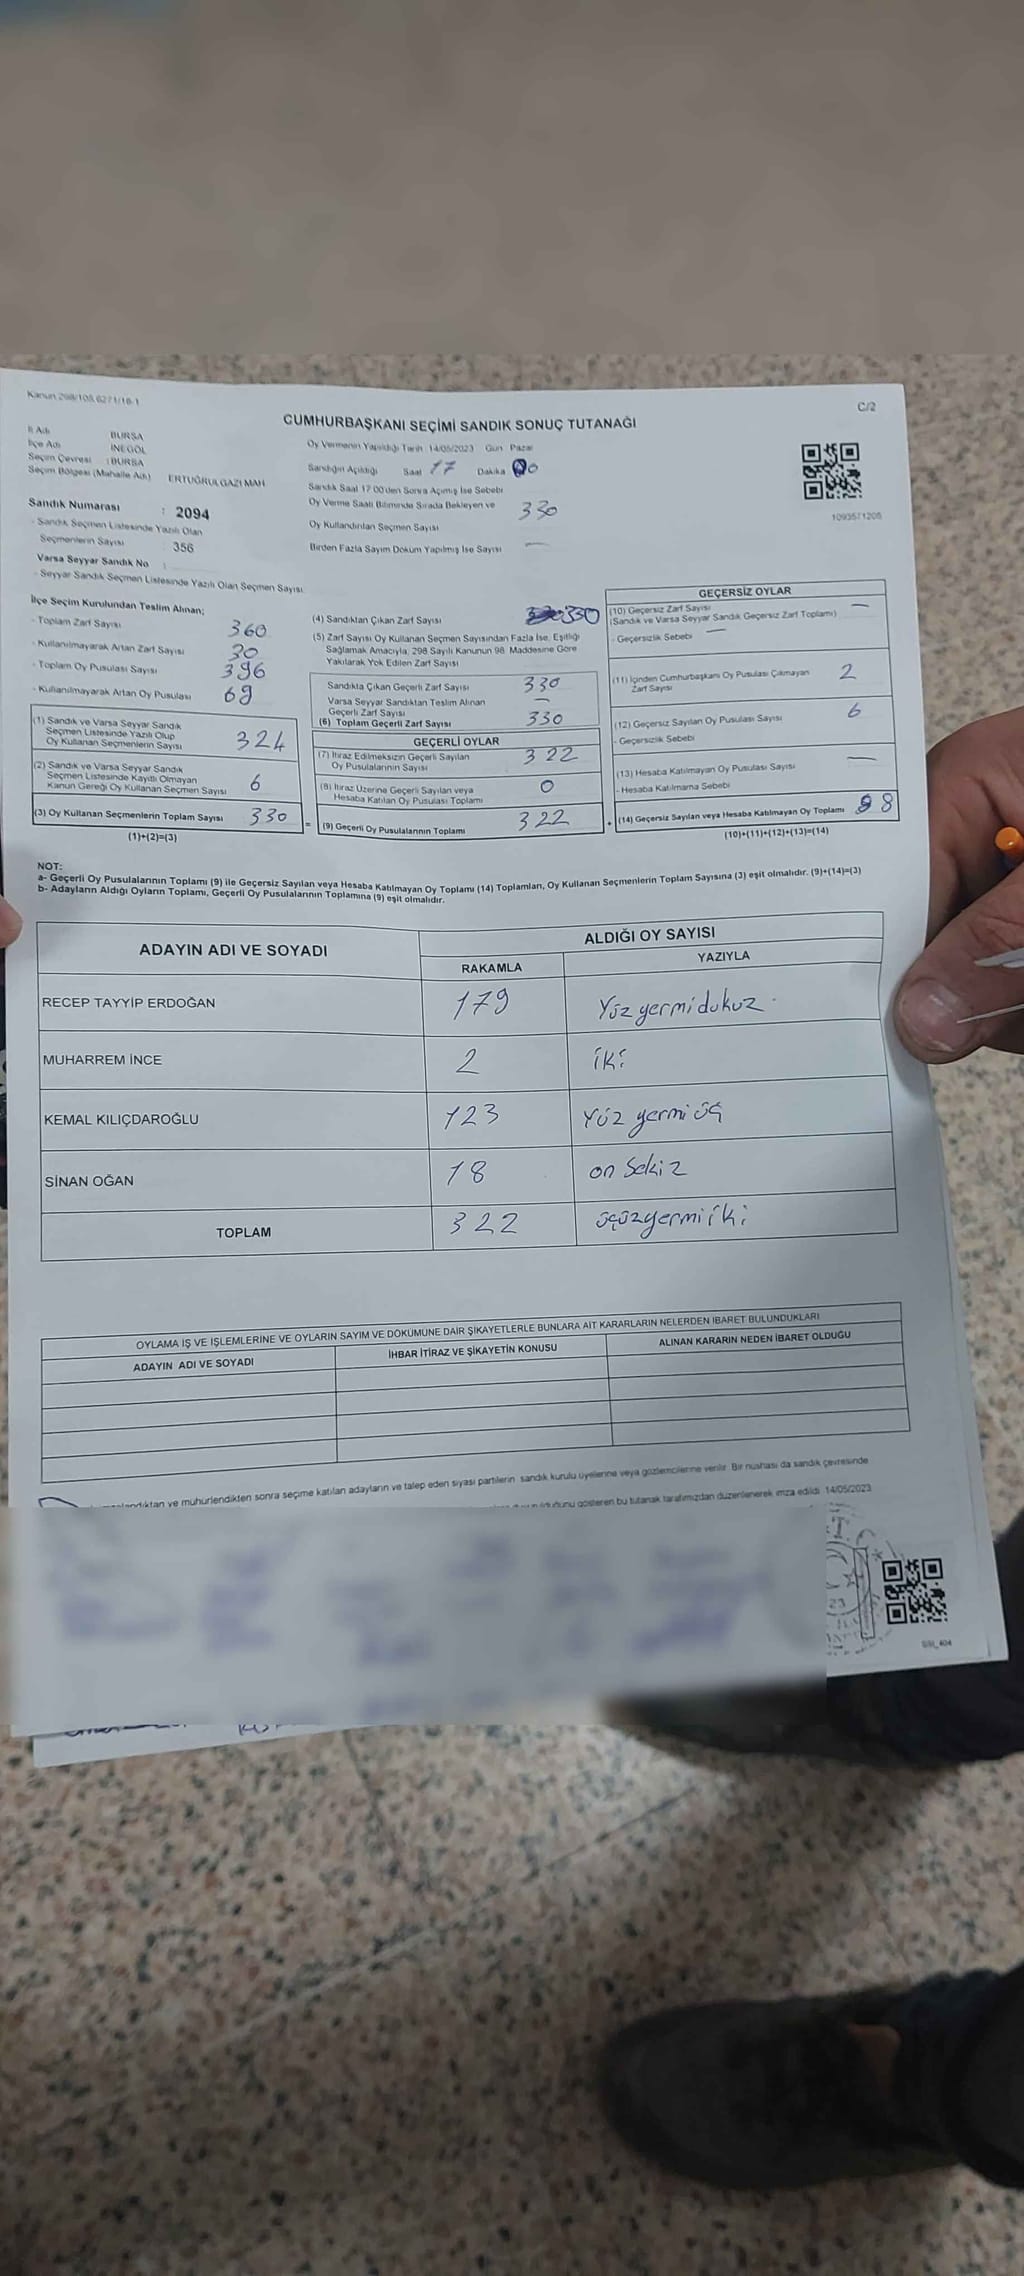 Kanun 298/105,6271/16-1
C/2
CUMHURBAŞKANI SEÇİMİ SANDIK SONUÇ TUTANAĞI
İl Adı BURSA
İlçe Adı İNEGÖL
Seçim Çevresi : BURSA
Seçim Bölgesi (Mahalle Adı) ERTUĞRULGAZİ MAH
Sandık Numarası : 2094
- Sandık Seçmen Listesinde Yazılı Olan
Seçmenlerin Sayısı : 356
Varsa Seyyar Sandık No :
- Seyyar Sandık Seçmen Listesinde Yazılı Olan Seçmen Sayısı
Oy Vermenin Yapıldığı Tarih 14/05/2023 Gün Pazar
Sandığın Açıldığı Saat 17 Dakika 00
Sandık Saat 17:00'den Sonra Açımış İse Sebebi
Oy Verme Saati Bitiminde Sırada Bekleyen ve 330
Oy Kullandırılan Seçmen Sayısı
Birden Fazla Sayım Döküm Yapılmış İse Sayısı —
1093571205
İlçe Seçim Kurulundan Teslim Alınan;
- Toplam Zarf Sayısı 360
- Kullanılmayarak Artan Zarf Sayısı 30
- Toplam Oy Pusulası Sayısı 396
- Kullanılmayarak Artan Oy Pusulası 69
(1) Sandık ve Varsa Seyyar Sandık
Seçmen Listesinde Yazılı Olup
Oy Kullanan Seçmenlerin Sayısı 324
(2) Sandık ve Varsa Seyyar Sandık
Seçmen Listesinde Kayıtlı Olmayan
Kanun Gereği Oy Kullanan Seçmen Sayısı 6
(3) Oy Kullanan Seçmenlerin Toplam Sayısı 330
(1)+(2)=(3)
(4) Sandıktan Çıkan Zarf Sayısı 330
(5) Zarf Sayısı Oy Kullanan Seçmen Sayısından Fazla İse, Eşitliği
Sağlamak Amacıyla, 298 Sayılı Kanunun 98. Maddesine Göre
Yakılarak Yok Edilen Zarf Sayısı
Sandıkta Çıkan Geçerli Zarf Sayısı 330
Varsa Seyyar Sandıktan Teslim Alınan
Geçerli Zarf Sayısı —
(6) Toplam Geçerli Zarf Sayısı 330
GEÇERLİ OYLAR
(7) İtiraz Edilmeksizin Geçerli Sayılan
Oy Pusulalarının Sayısı 322
(8) İtiraz Üzerine Geçerli Sayılan veya
Hesaba Katılan Oy Pusulası Toplamı 0
= (9) Geçerli Oy Pusulalarının Toplamı 322
GEÇERSİZ OYLAR
(10) Geçersiz Zarf Sayısı —
(Sandık ve Varsa Seyyar Sandık Geçersiz Zarf Toplamı)
- Geçersizlik Sebebi —
(11) İçinden Cumhurbaşkanı Oy Pusulası Çıkmayan
Zarf Sayısı 2
(12) Geçersiz Sayılan Oy Pusulası Sayısı 6
- Geçersizlik Sebebi
(13) Hesaba Katılmayan Oy Pusulası Sayısı —
- Hesaba Katılmama Sebebi
+ (14) Geçersiz Sayılan veya Hesaba Katılmayan Oy Toplamı 8
(10)+(11)+(12)+(13)=(14)
NOT:
a- Geçerli Oy Pusulalarının Toplamı (9) ile Geçersiz Sayılan veya Hesaba Katılmayan Oy Toplamı (14) Toplamları, Oy Kullanan Seçmenlerin Toplam Sayısına (3) eşit olmalıdır. (9)+(14)=(3)
b- Adayların Aldığı Oyların Toplamı, Geçerli Oy Pusulalarının Toplamına (9) eşit olmalıdır.
ADAYIN ADI VE SOYADI
ALDIĞI OY SAYISI
RAKAMLA YAZIYLA
RECEP TAYYİP ERDOĞAN 179 Yüz yermidokuz
MUHARREM İNCE 2 iki
KEMAL KILIÇDAROĞLU 123 Yüz yermi üç
SİNAN OĞAN 18 on Sekiz
TOPLAM 322 üçüzyermiiki
OYLAMA İŞ VE İŞLEMLERİNE VE OYLARIN SAYIM VE DÖKÜMÜNE DAİR ŞİKAYETLERLE BUNLARA AİT KARARLARIN NELERDEN İBARET BULUNDUKLARI
ADAYIN ADI VE SOYADI İHBAR İTİRAZ VE ŞİKAYETİN KONUSU ALINAN KARARIN NEDEN İBARET OLDUĞU
ve mühürlendikten sonra seçime katılan adayların ve talep eden siyasi partilerin sandık kurulu üyelerine veya gözlemcilerine verilir. Bir nüshası da sandık çevresinde
gösteren bu tutanak tarafımızdan düzenlenerek imza edildi. 14/05/2023